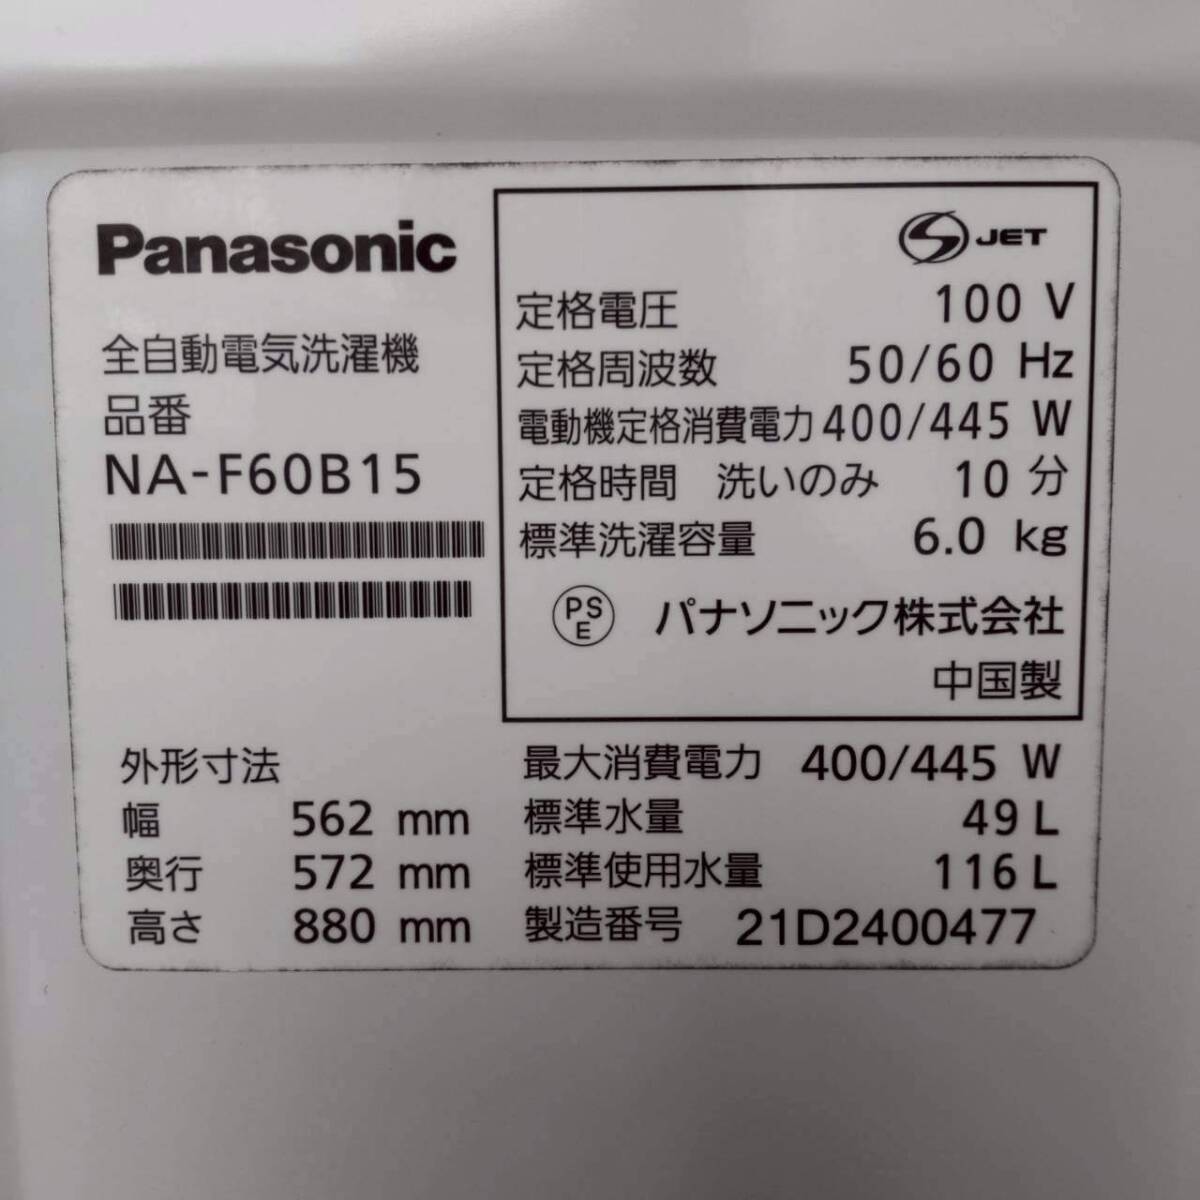 Panasonic
全自動電気洗濯機
品番
NA-F60B15
JET
定格電圧 100 V
定格周波数 50/60 Hz
電動機定格消費電力 400/445 W
定格時間 洗いのみ 10 分
標準洗濯容量 6.0 kg
PSE パナソニック株式会社
中国製
外形寸法
幅 562 mm
奥行 572 mm
高さ 880 mm
最大消費電力 400/445 W
標準水量 49 L
標準使用水量 116 L
製造番号 21D2400477